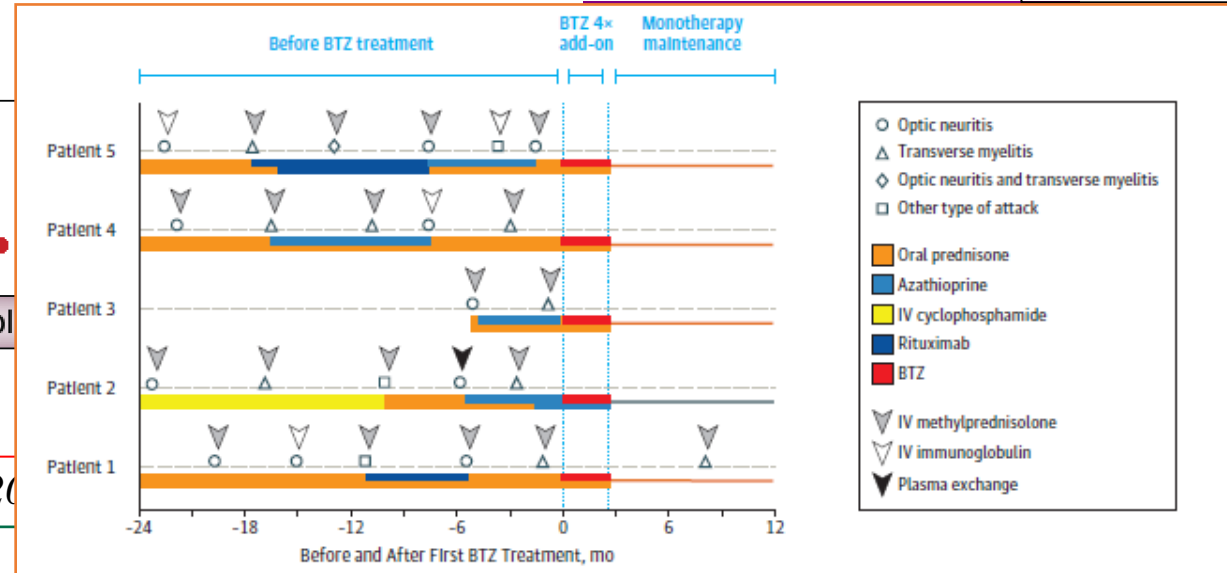 BTZ 4× Monotherapy
Before BTZ treatment add-on maintenance
Patient 5
Patient 4
Patient 3
Patient 2
Patient 1
-24 -18 -12 -6 0 6 12
Before and After First BTZ Treatment, mo
Optic neuritis
Transverse myelitis
Optic neuritis and transverse myelitis
Other type of attack
Oral prednisone
Azathioprine
IV cyclophosphamide
Rituximab
BTZ
IV methylprednisolone
IV immunoglobulin
Plasma exchange